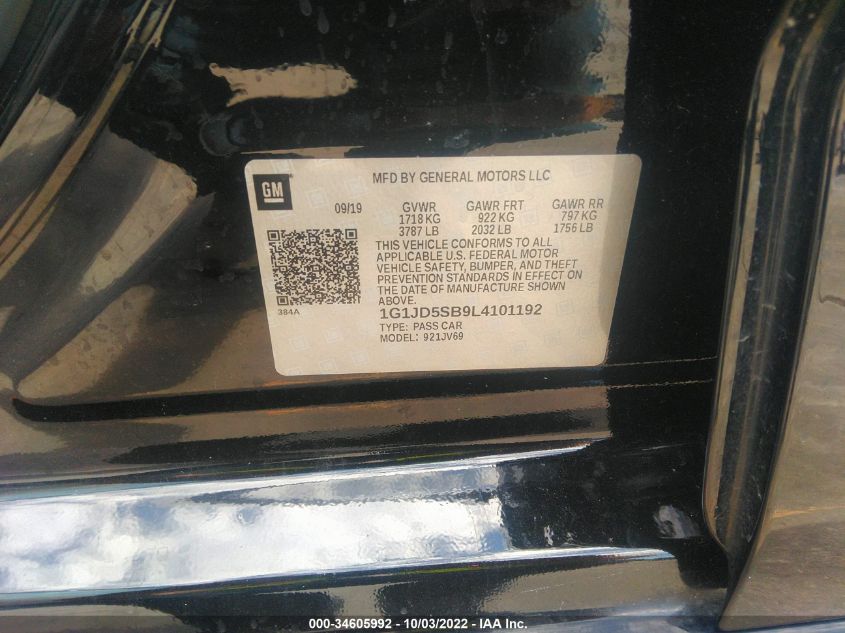 GM
MFD BY GENERAL MOTORS LLC
09/19 GVWR GAWR FRT GAWR RR
1718 KG 922 KG 797 KG
3787 LB 2032 LB 1756 LB
THIS VEHICLE CONFORMS TO ALL
APPLICABLE U.S. FEDERAL MOTOR
VEHICLE SAFETY, BUMPER, AND THEFT
PREVENTION STANDARDS IN EFFECT ON
THE DATE OF MANUFACTURE SHOWN
ABOVE.
384A
1G1JD5SB9L4101192
TYPE: PASS CAR
MODEL: 921JV69
000-34605992 - 10/03/2022 - IAA Inc.